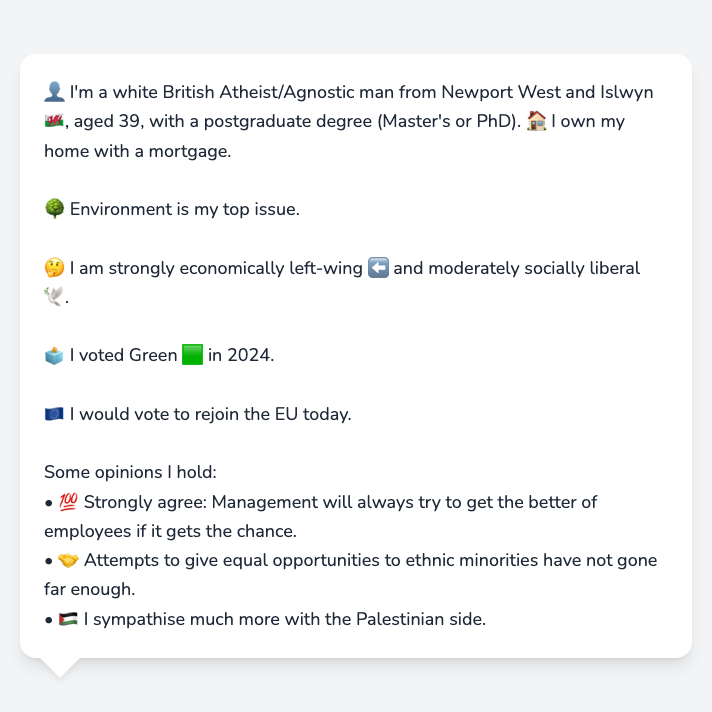 👤 I'm a white British Atheist/Agnostic man from Newport West and Islwyn
🏴󠁧󠁢󠁷󠁬󠁳󠁿, aged 39, with a postgraduate degree (Master's or PhD). 🏠 I own my
home with a mortgage.
🌳 Environment is my top issue.
🤔 I am strongly economically left-wing ⬅️ and moderately socially liberal
🕊️.
🗳️ I voted Green 🟩 in 2024.
🇪🇺 I would vote to rejoin the EU today.
Some opinions I hold:
• 💯 Strongly agree: Management will always try to get the better of
employees if it gets the chance.
• 🤝 Attempts to give equal opportunities to ethnic minorities have not gone
far enough.
• 🇵🇸 I sympathise much more with the Palestinian side.